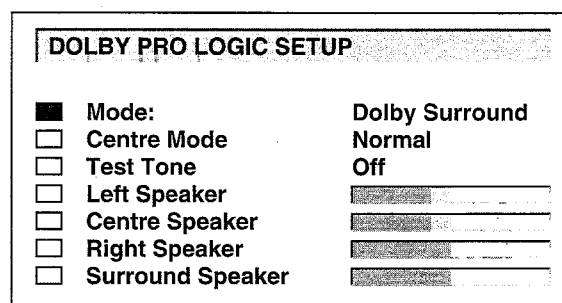 DOLBY PRO LOGIC SETUP
Mode: Dolby Surround
Centre Mode Normal
Test Tone Off
Left Speaker
Centre Speaker
Right Speaker
Surround Speaker